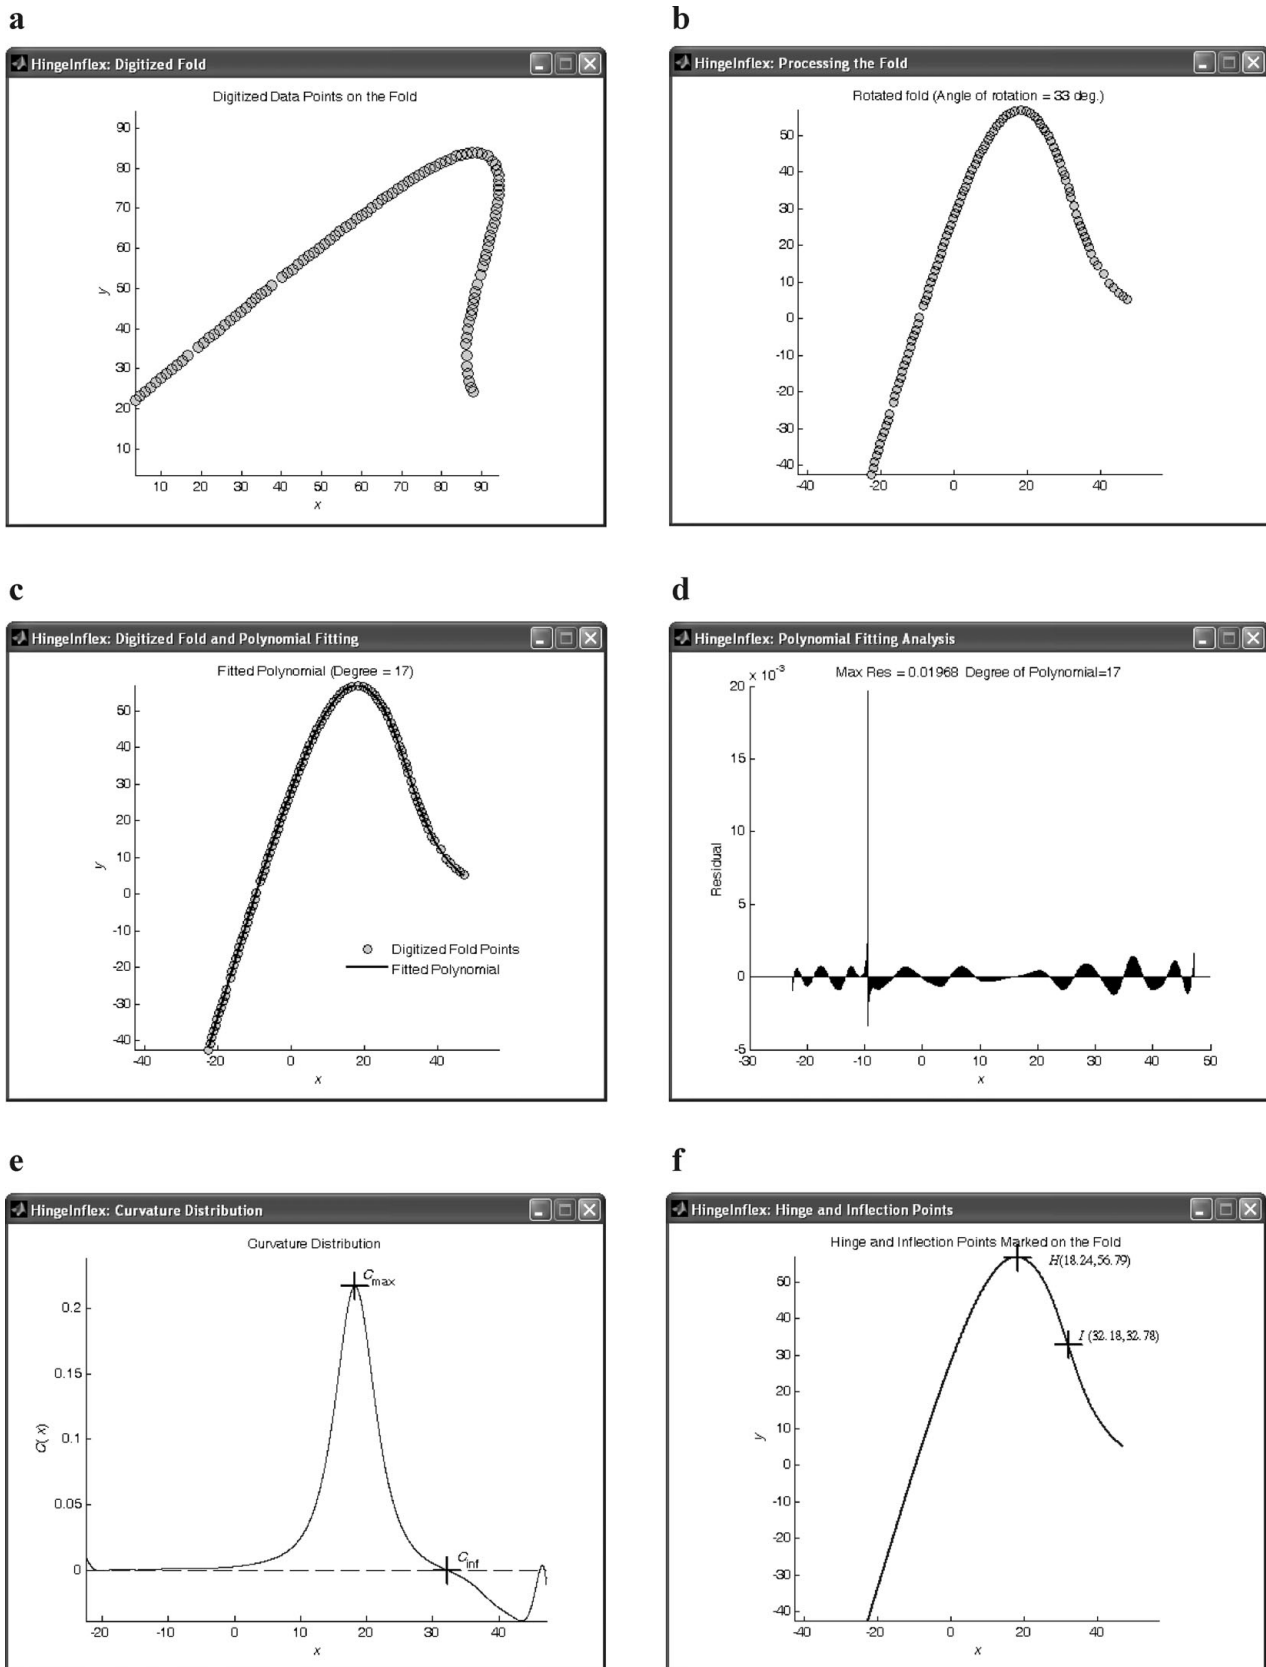 a
HingeInflex: Digitized Fold
Digitized Data Points on the Fold
90
80
70
60
50
40
30
20
10
y
10 20 30 40 50 60 70 80 90
x
b
HingeInflex: Processing the Fold
Rotated fold (Angle of rotation = 33 deg.)
50
40
30
20
10
0
-10
-20
-30
-40
-40 -20 0 20 40
c
HingeInflex: Digitized Fold and Polynomial Fitting
Fitted Polynomial (Degree = 17)
50
40
30
20
10
0
-10
-20
-30
-40
y
Digitized Fold Points
Fitted Polynomial
-40 -20 0 20 40
x
d
HingeInflex: Polynomial Fitting Analysis
x 10⁻³
Max Res = 0.01968 Degree of Polynomial=17
20
15
10
5
0
-5
Residual
-30 -20 -10 0 10 20 30 40 50
x
e
HingeInflex: Curvature Distribution
Curvature Distribution
Cmax
0.2
0.15
0.1
0.05
0
C(x)
Cinf
-20 -10 0 10 20 30 40
x
f
HingeInflex: Hinge and Inflection Points
Hinge and Inflection Points Marked on the Fold
H(18.24,56.79)
I (32.18,32.78)
50
40
30
20
10
0
-10
-20
-30
-40
y
-40 -20 0 20 40
x